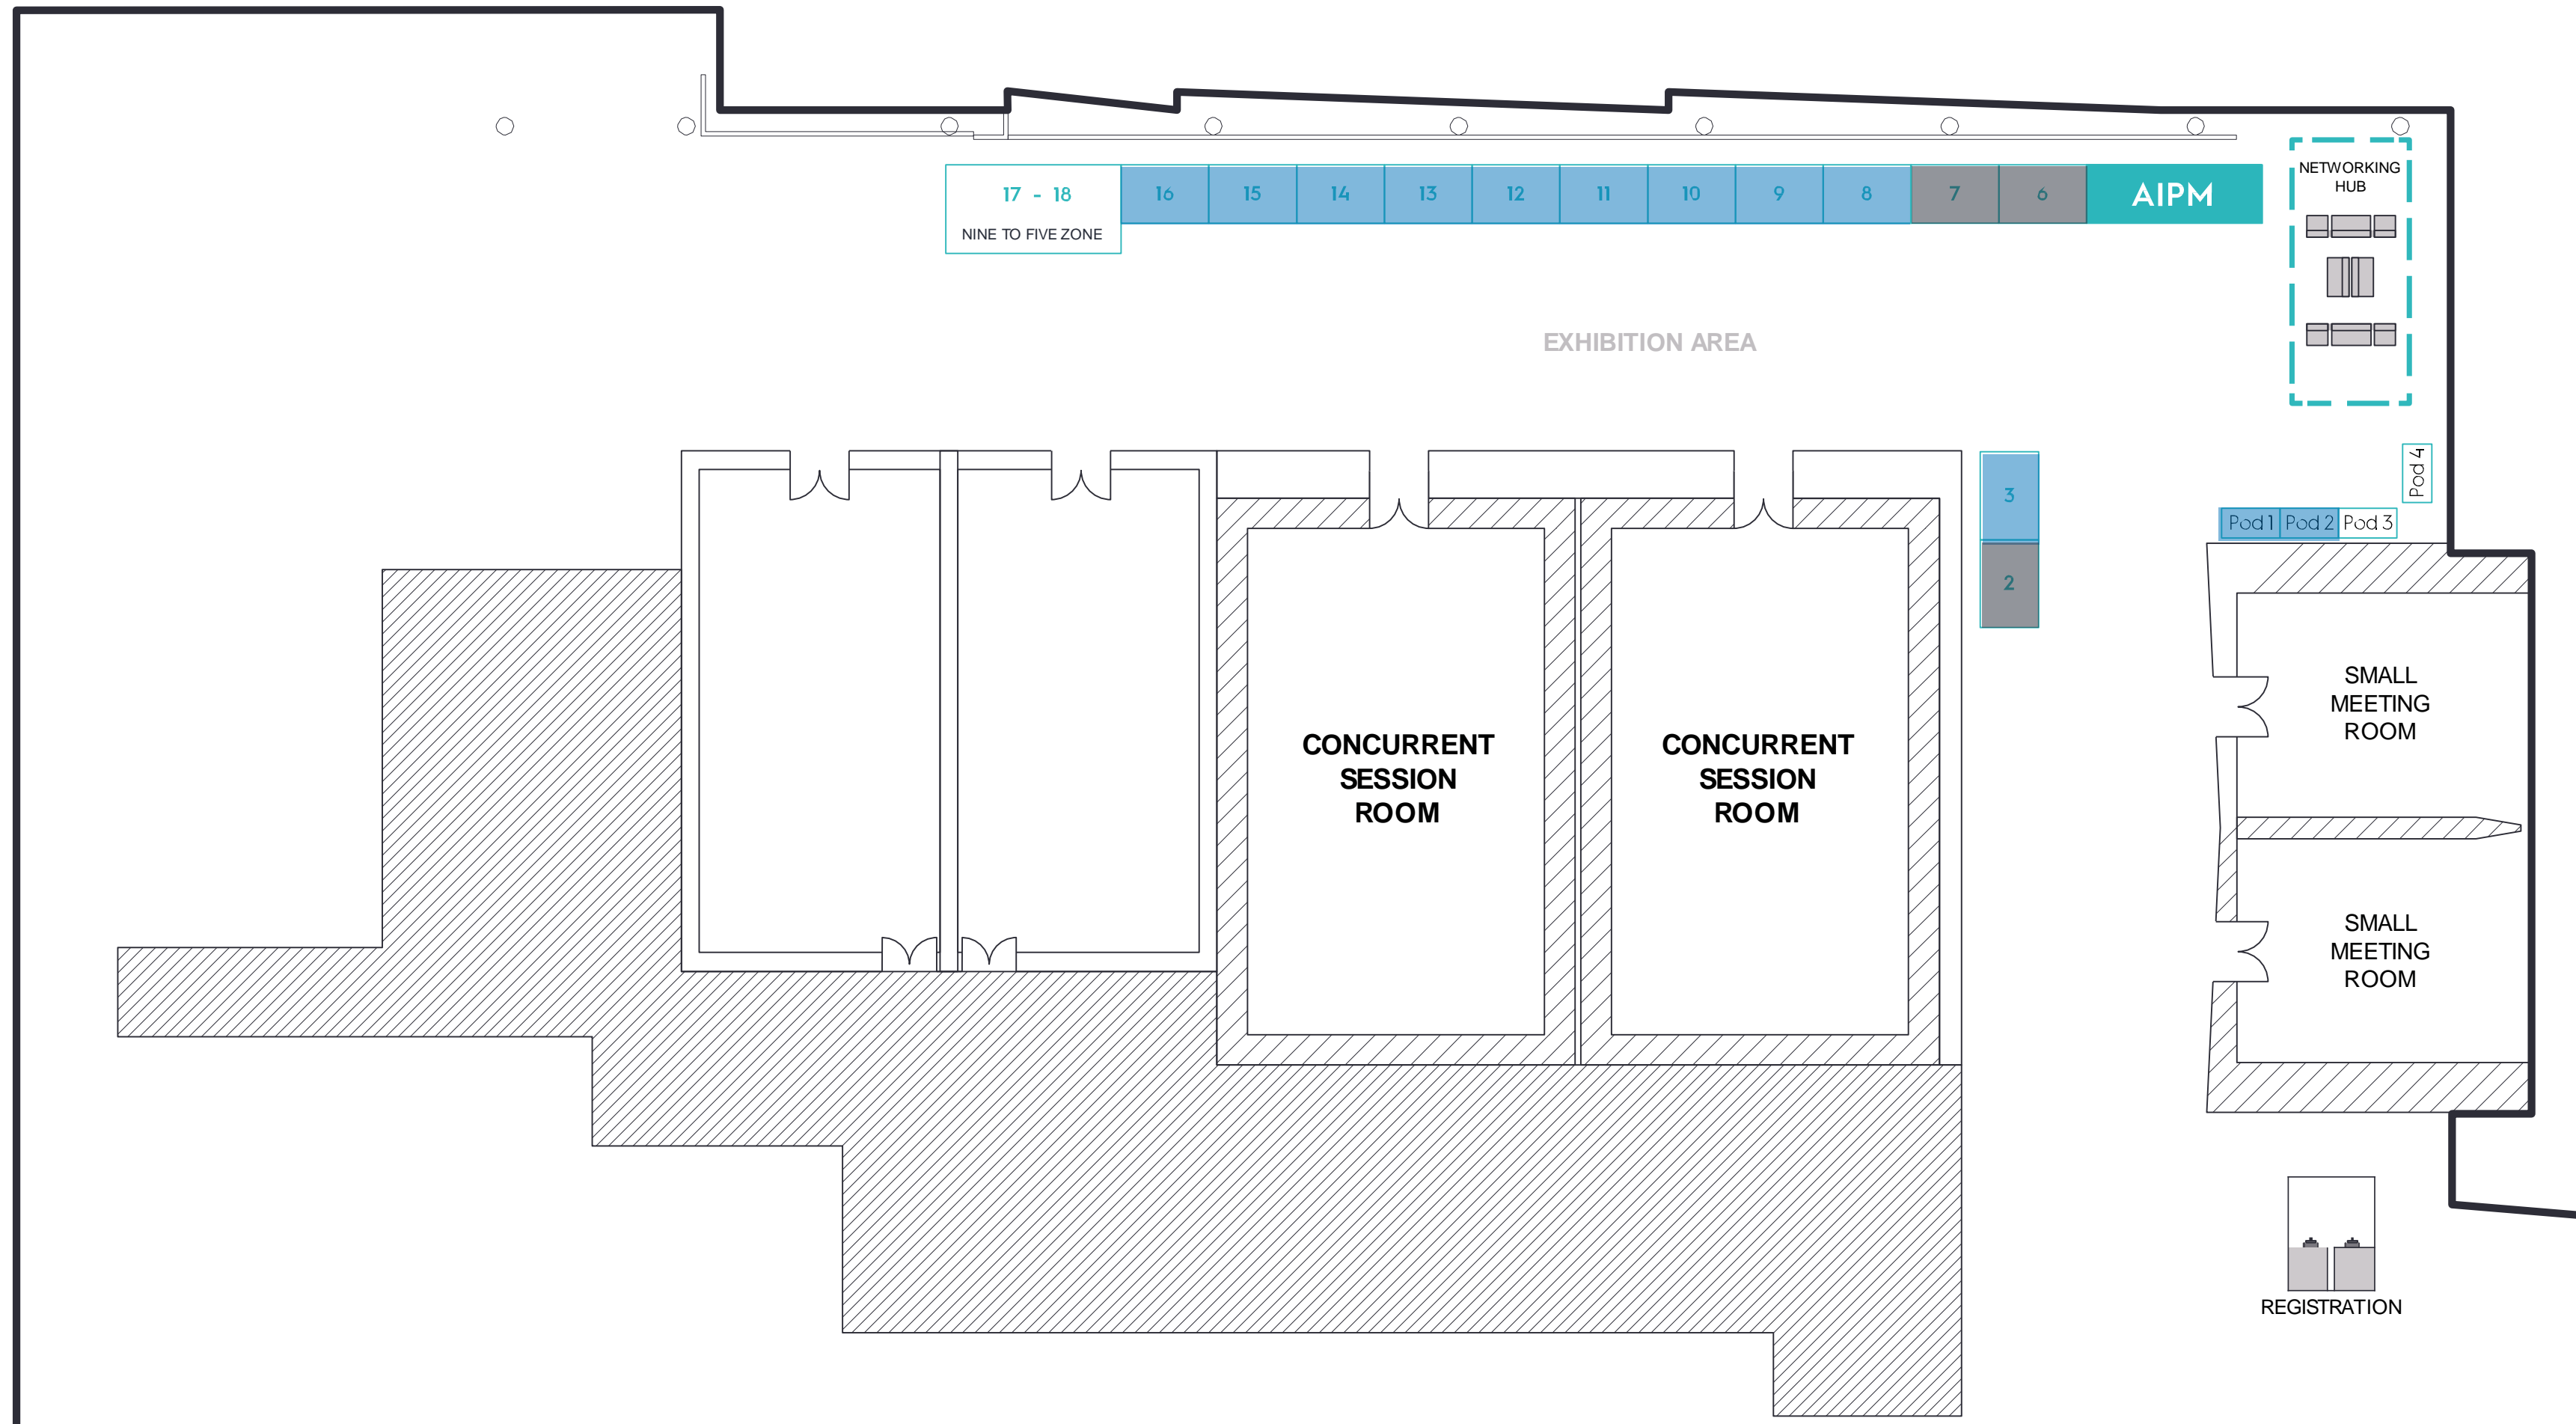 NETWORKING
HUB
17 - 18
16
15
14
13
12
11
10
9
8
7
6
AIPM
NINE TO FIVE ZONE
EXHIBITION AREA
Pod 4
3
Pod 1
Pod 2
Pod 3
2
SMALL
MEETING
ROOM
CONCURRENT
SESSION
ROOM
CONCURRENT
SESSION
ROOM
SMALL
MEETING
ROOM
REGISTRATION